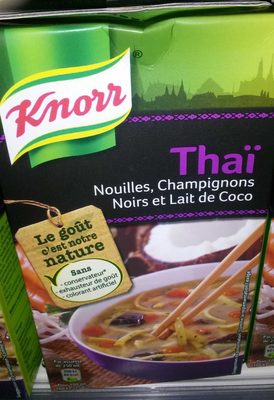 Knorr
®
Thaï
Nouilles, Champignons
Noirs et Lait de Coco
Le goût
c'est notre
nature
Sans
- conservateur*
- exhausteur de goût
- colorant artificiel